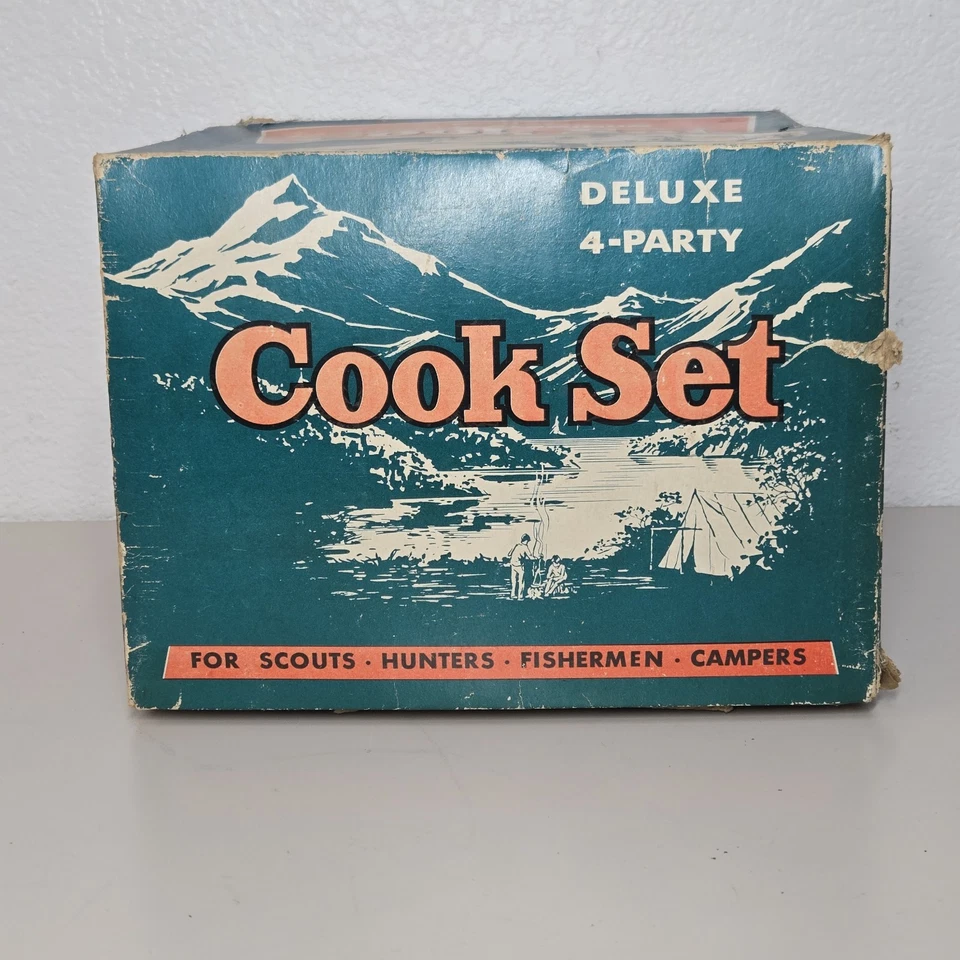 DELUXE
4-PARTY
Cook Set
FOR SCOUTS · HUNTERS · FISHERMEN · CAMPERS